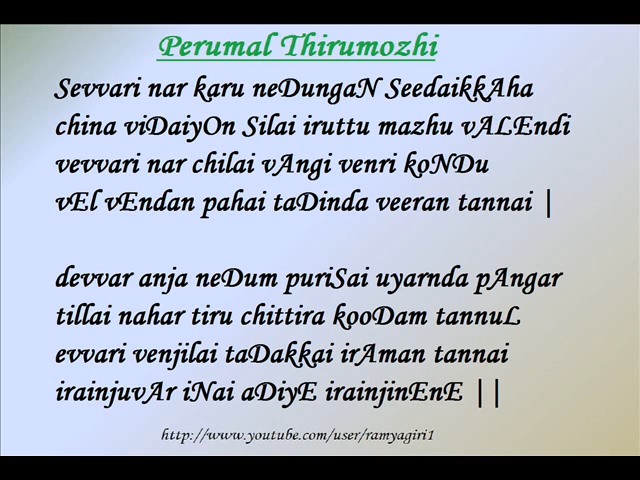 Perumal Thirumozhi
Sevvari nar karu neDungaN SeedaikkAha
china viDaiyOn Silai iruttu mazhu vALEndi
vevvari nar chilai vAngi venri koNDu
vEl vEndan pahai taDinda veeran tannai |
devvar anja neDum puriSai uyarnda pAngar
tillai nahar tiru chittira kooDam tannuL
evvari venjilai taDakkai irAman tannai
irainjuvAr iNai aDiyE irainjinEnE ||
http://www.youtube.com/user/ramyagiri1